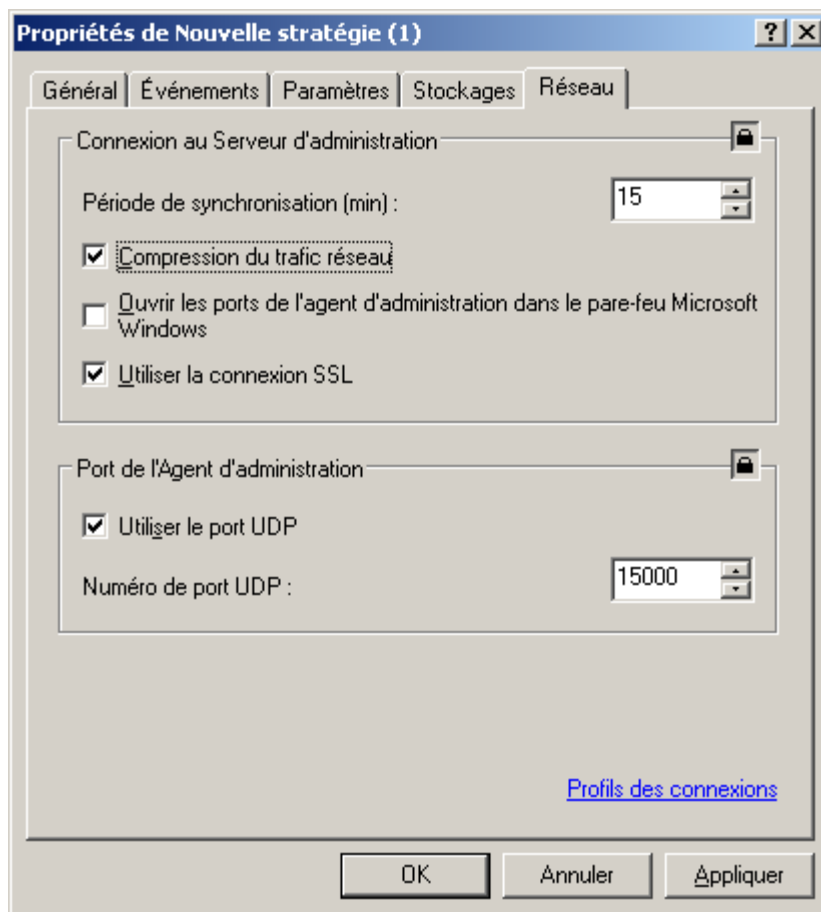 Propriétés de Nouvelle stratégie (1)
Général Événements Paramètres Stockages Réseau
Connexion au Serveur d'administration
Période de synchronisation (min) : 15
Compression du trafic réseau
Ouvrir les ports de l'agent d'administration dans le pare-feu Microsoft
Windows
Utiliser la connexion SSL
Port de l'Agent d'administration
Utiliser le port UDP
Numéro de port UDP : 15000
Profils des connexions
OK Annuler Appliquer